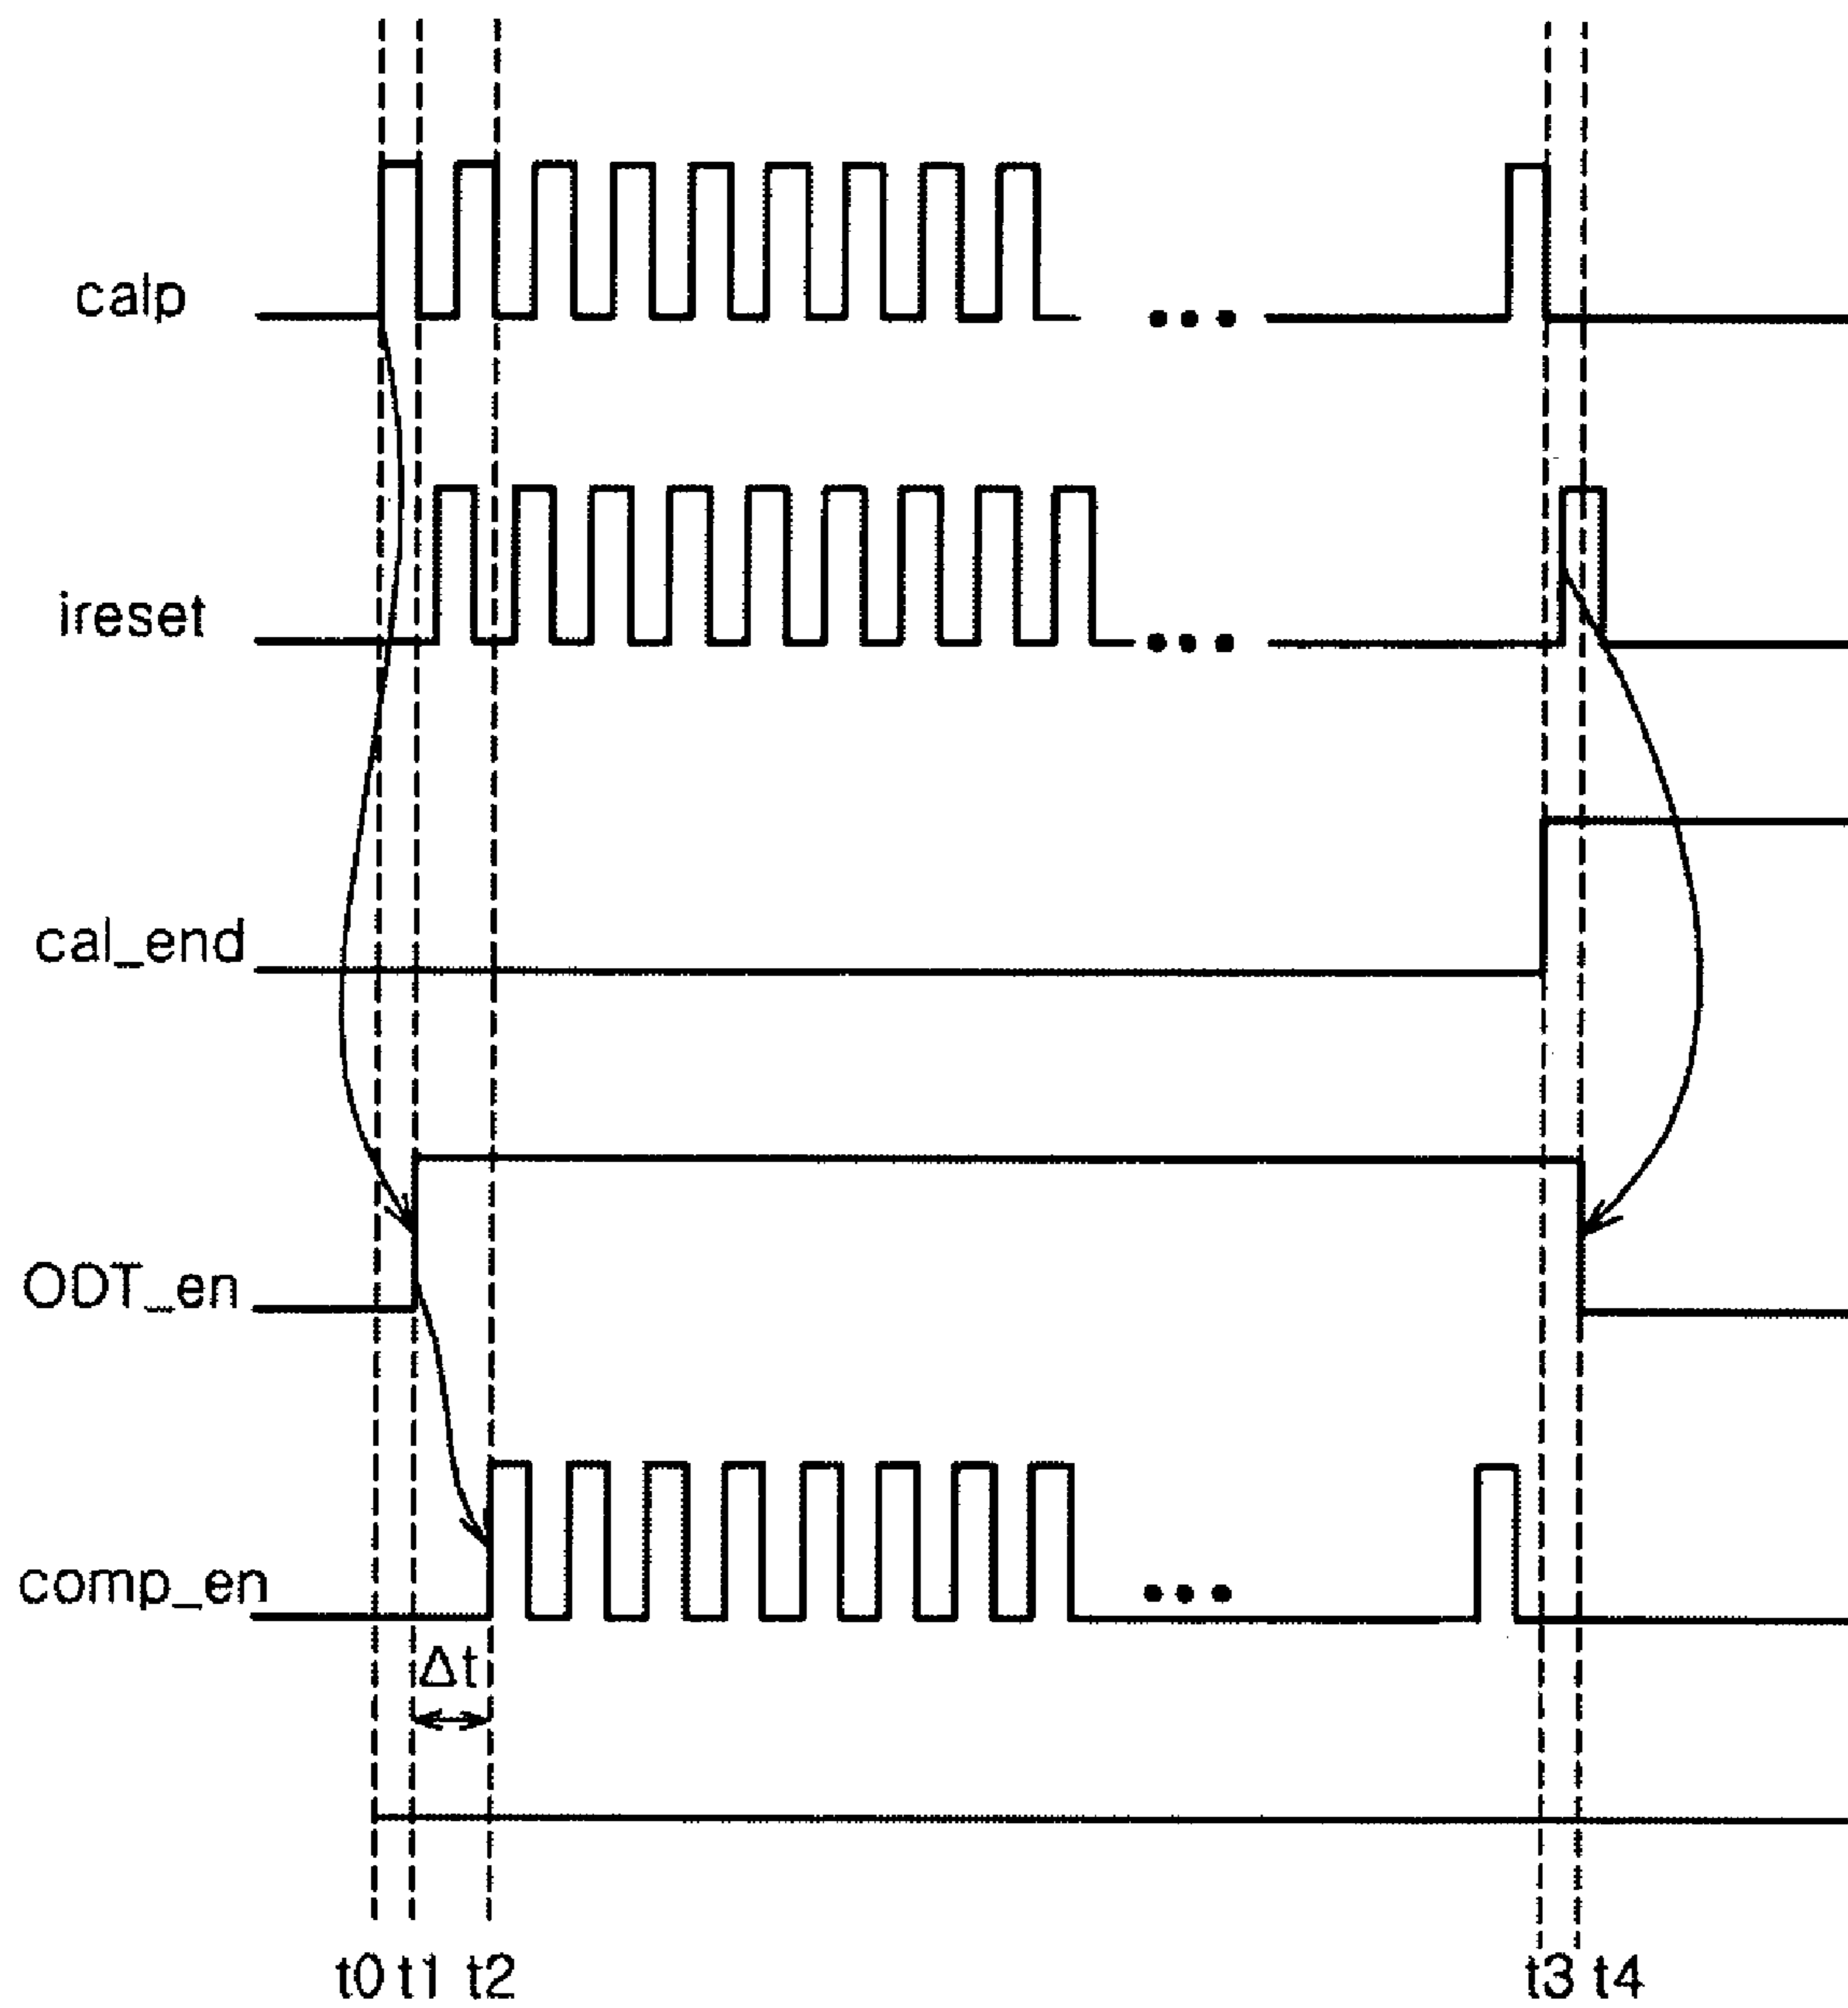 calp
ireset
cal_end
ODT_en
comp_en
Δt
t0 t1 t2 t3 t4